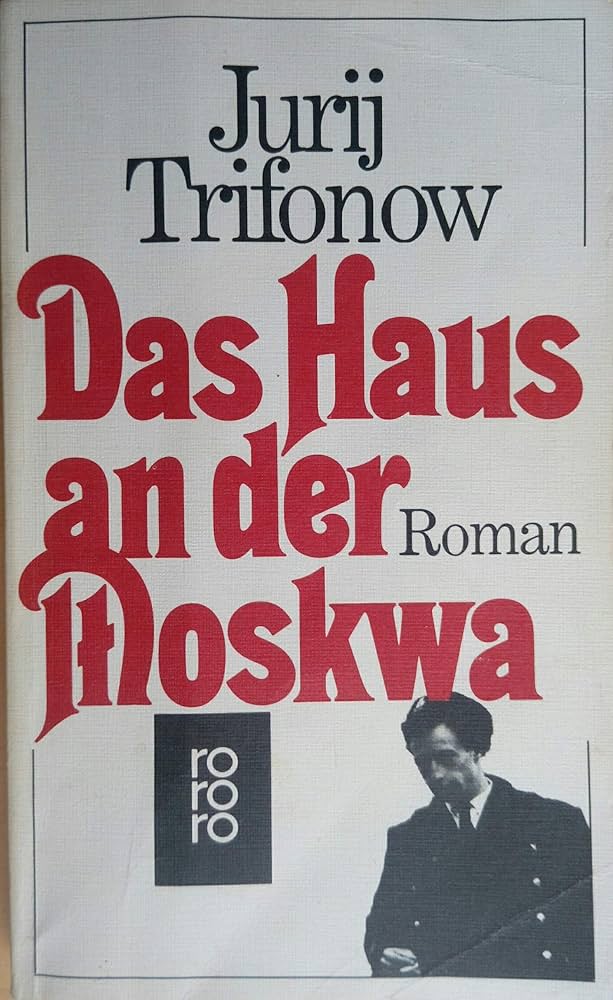 Jurij
Trifonow
Das Haus
an der
Roman
Moskwa
ro
ro
ro